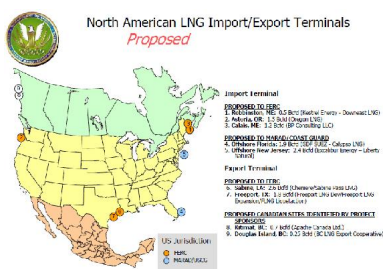 North American LNG Import/Export Terminals
Proposed
Import Terminal
PROPOSED TO FERC
1. Robbinston, ME: 0.5 Bcfd (Kestrel Energy - Downeast LNG)
2. Astoria, OR: 1.5 Bcfd (Oregon LNG)
3. Calais, ME: 1.2 Bcfd (BP Consulting LLC)
PROPOSED TO MARAD/COAST GUARD
4. Offshore Florida: 1.9 Bcfd (GDF SUEZ - Calypso LNG)
5. Offshore New Jersey: 2.4 Bcfd (Excalibur Energy – Liberty
Natural)
Export Terminal
PROPOSED TO FERC
6. Sabine, LA: 2.6 Bcfd (Cheniere/Sabine Pass LNG)
7. Freeport, TX: 1.8 Bcfd (Freeport LNG Dev/Freeport LNG
Expansion/FLNG Liquefaction)
PROPOSED CANADIAN SITES IDENTIFIED BY PROJECT
SPONSORS
8. Kitimat, BC: 0.7 Bcfd (Apache Canada Ltd.)
9. Douglas Island, BC: 0.25 Bcfd (BC LNG Export Cooperative)
US Jurisdiction
FERC
MARAD/USCG